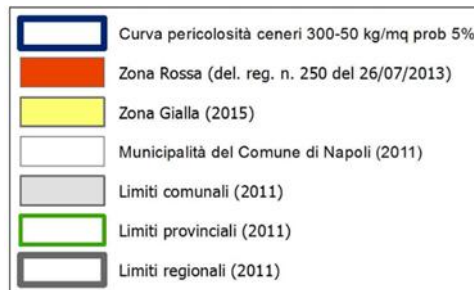 Curva pericolosità ceneri 300-50 kg/mq prob 5%
Zona Rossa (del. reg. n. 250 del 26/07/2013)
Zona Gialla (2015)
Municipalità del Comune di Napoli (2011)
Limiti comunali (2011)
Limiti provinciali (2011)
Limiti regionali (2011)